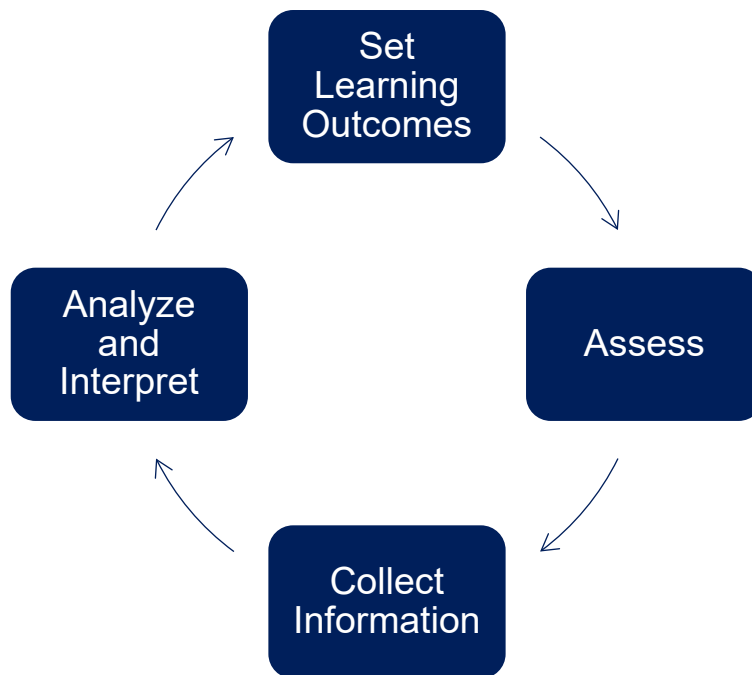 Set
Learning
Outcomes
Assess
Collect
Information
Analyze
and
Interpret